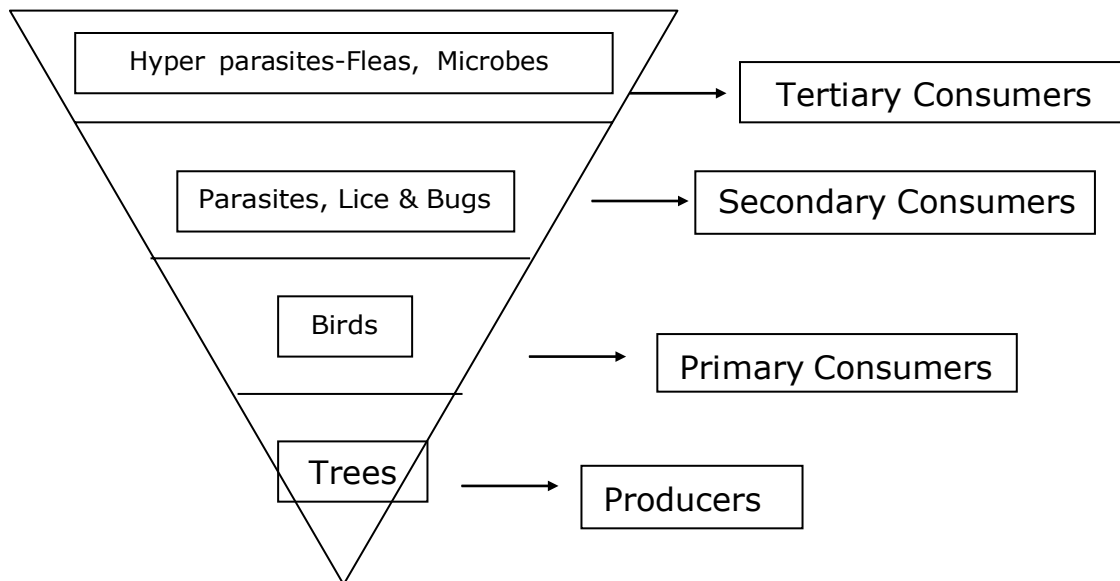 Hyper parasites-Fleas, Microbes
Tertiary Consumers
Parasites, Lice & Bugs
Secondary Consumers
Birds
Primary Consumers
Trees
Producers